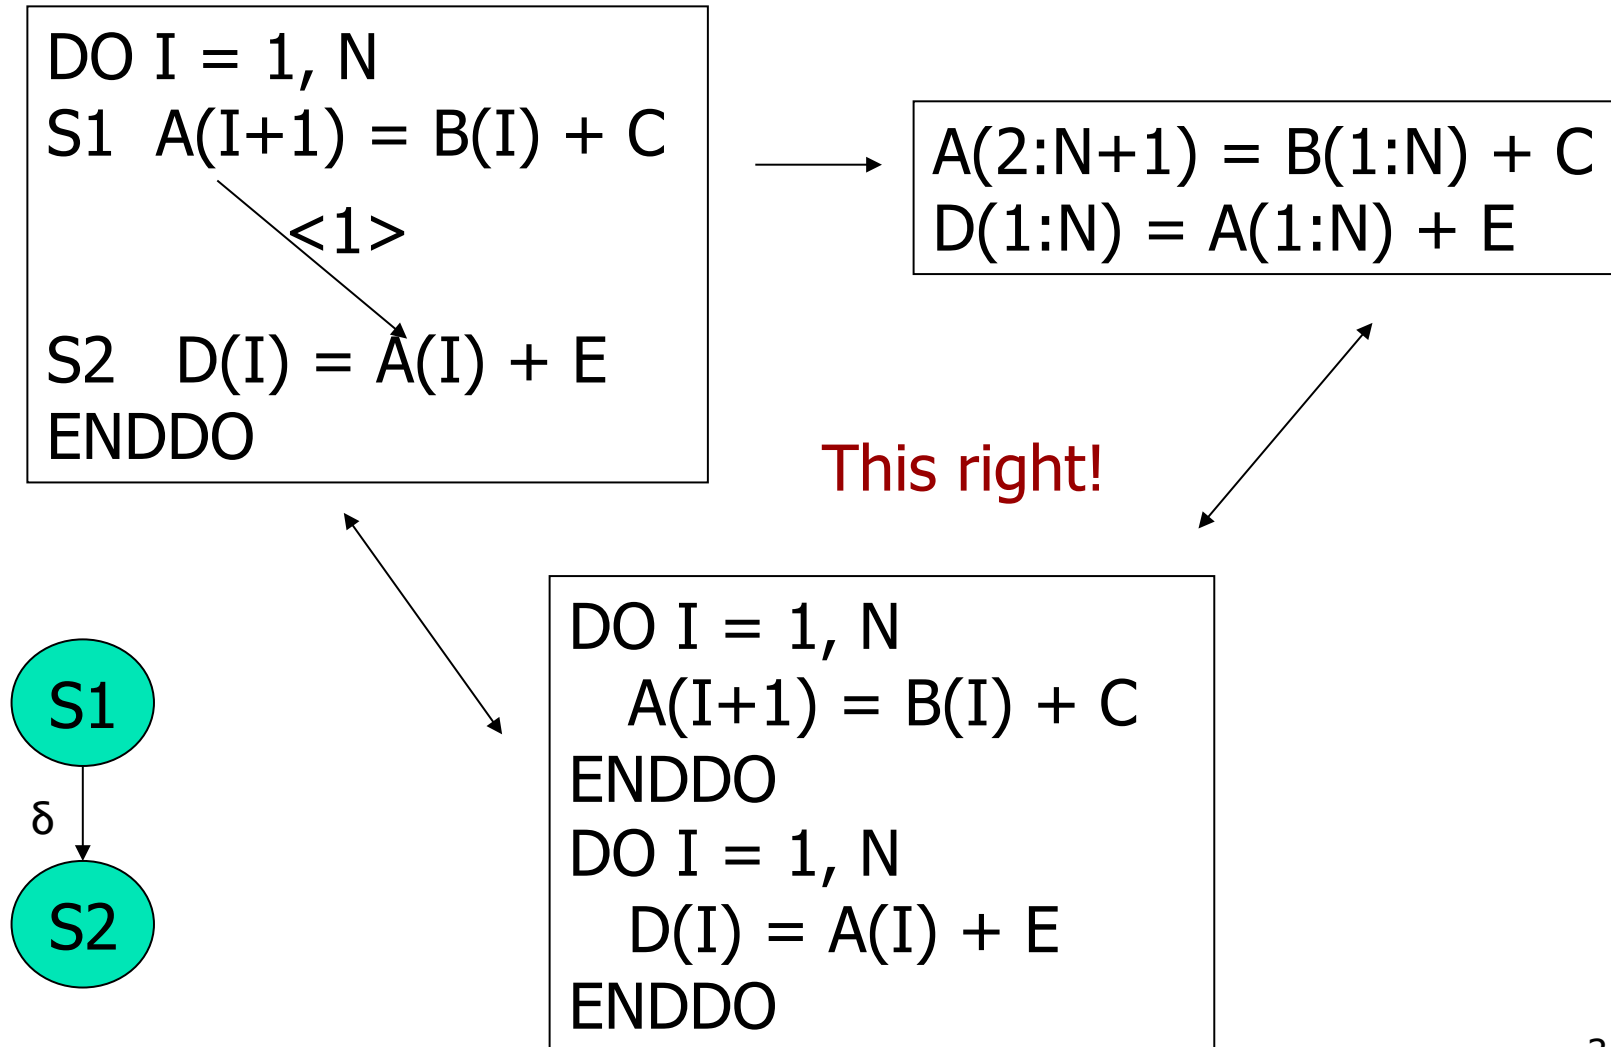 DO I = 1, N
S1 A(I+1) = B(I) + C
<1>
S2 D(I) = A(I) + E
ENDDO
A(2:N+1) = B(1:N) + C
D(1:N) = A(1:N) + E
This right!
S1
δ
S2
DO I = 1, N
A(I+1) = B(I) + C
ENDDO
DO I = 1, N
D(I) = A(I) + E
ENDDO